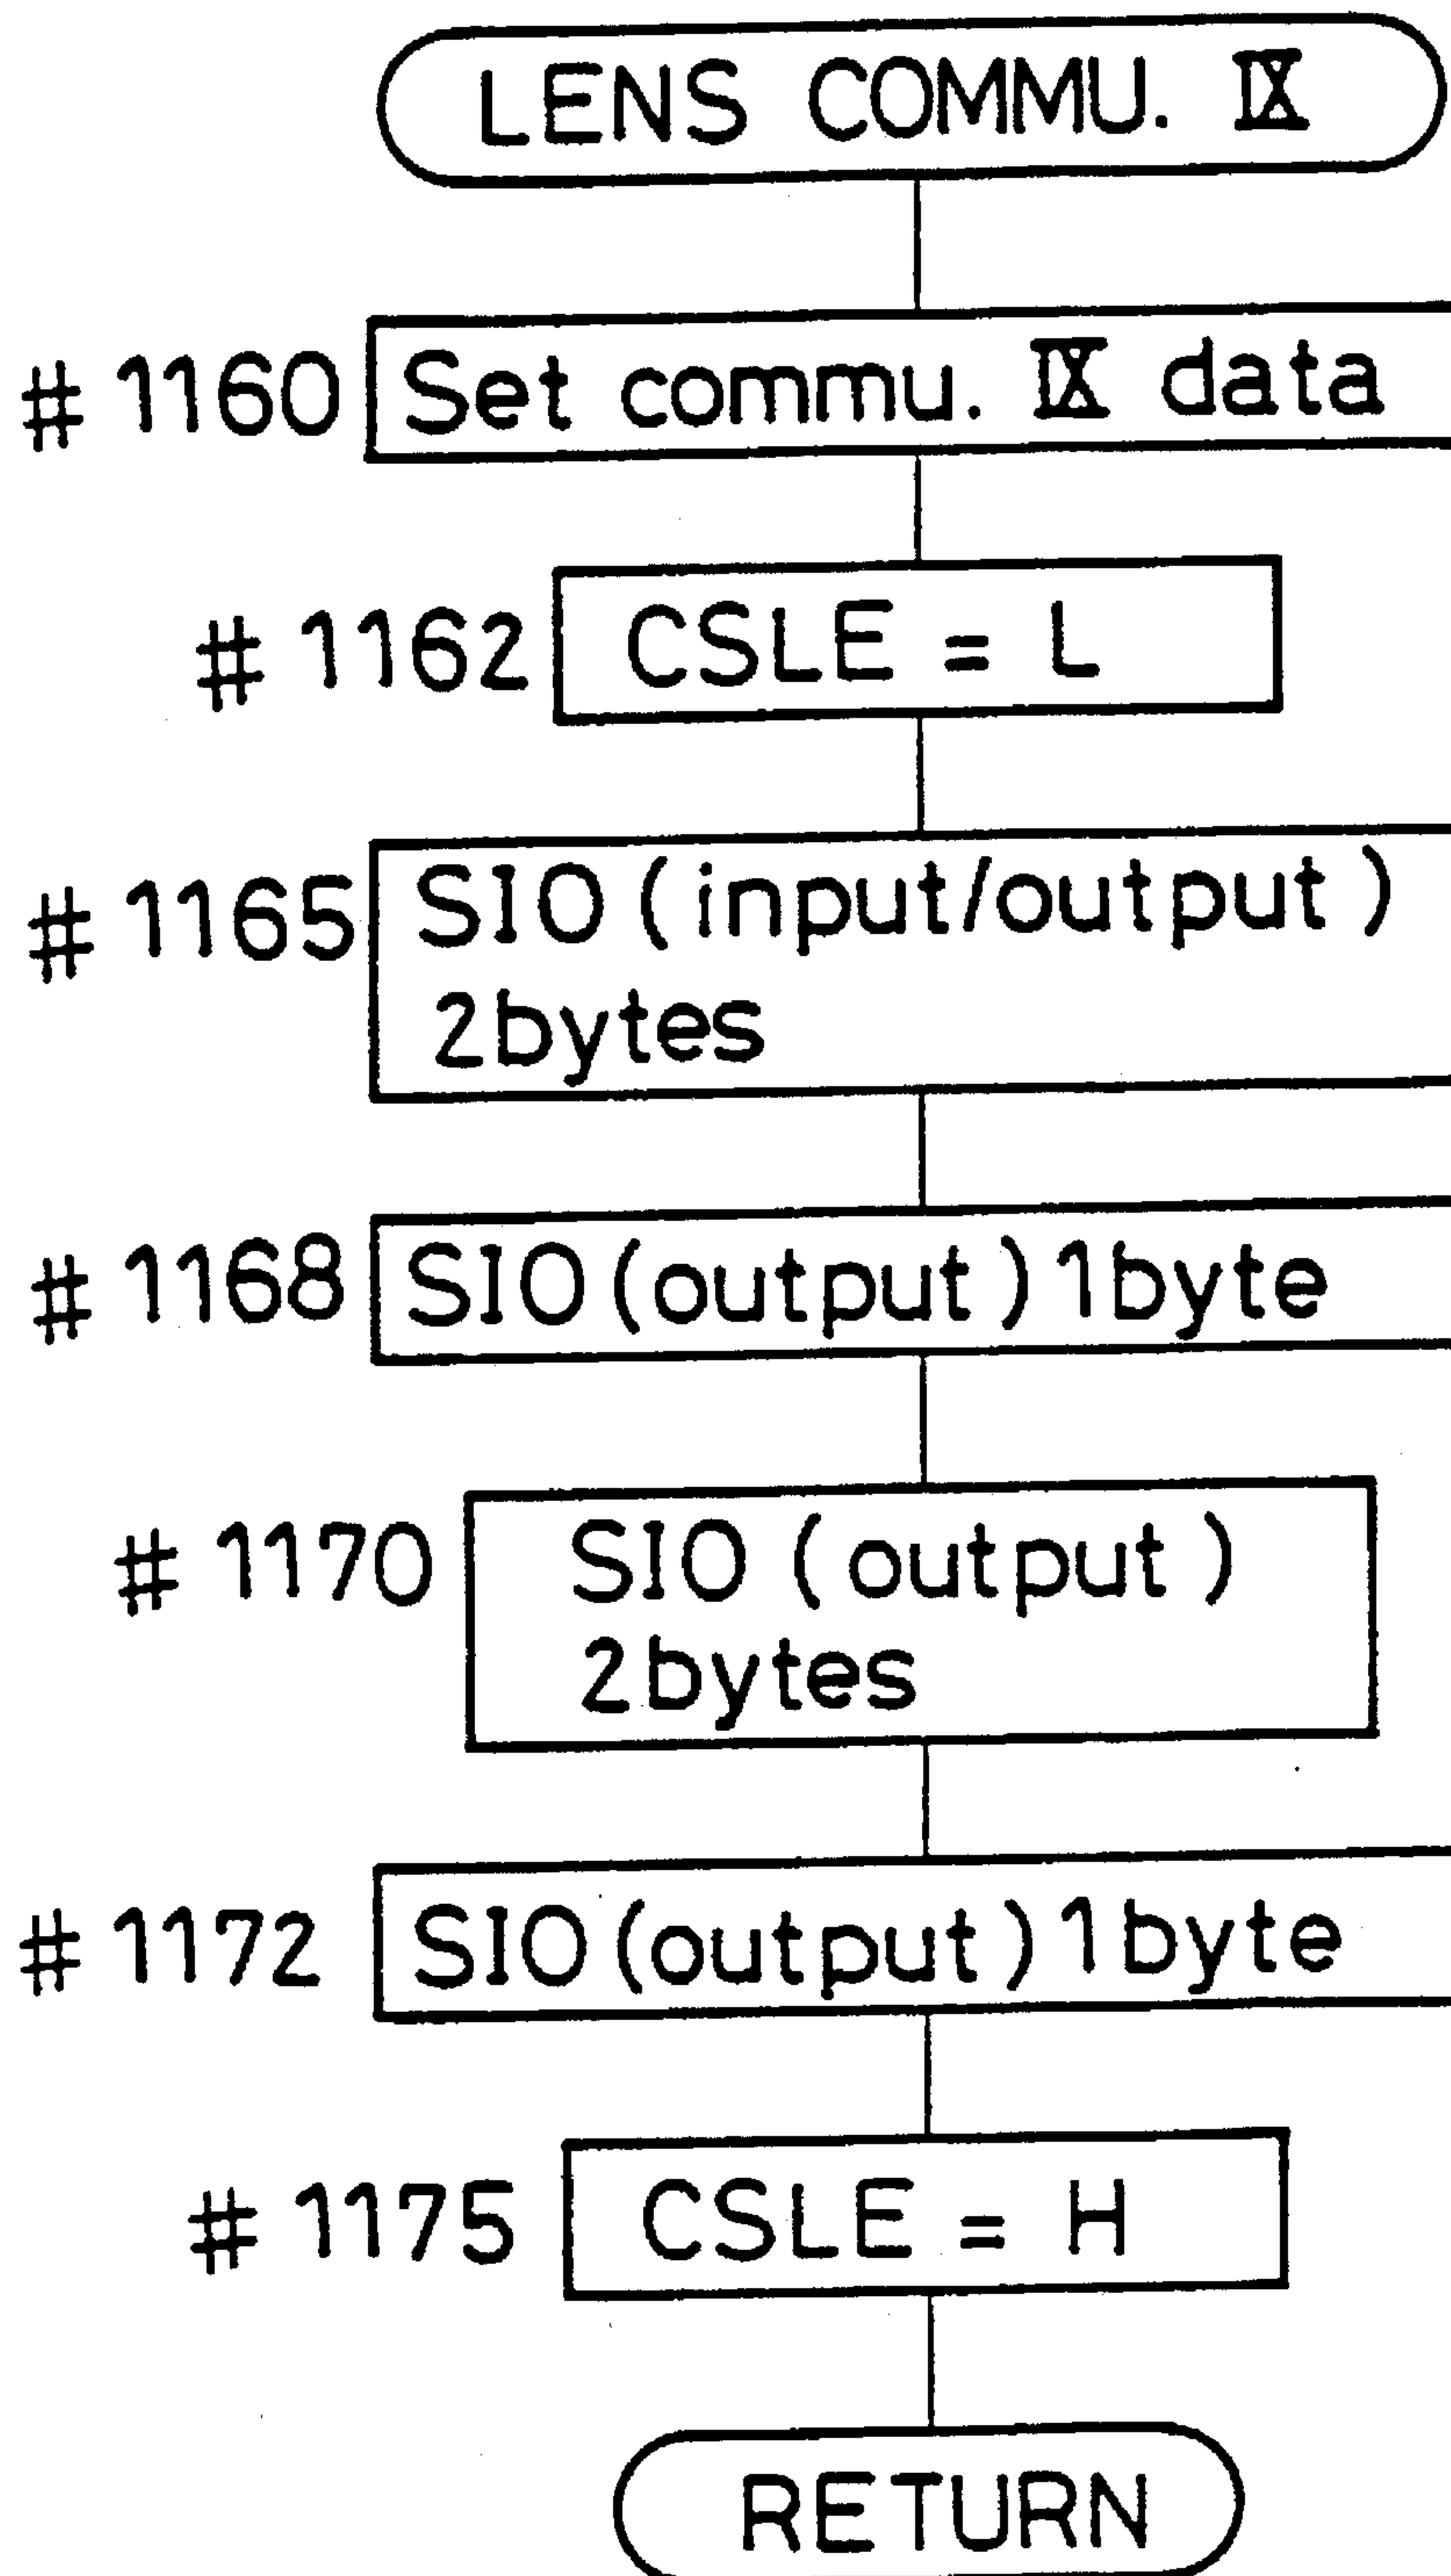 LENS COMMU. IX
# 1160 Set commu. IX data
# 1162 CSLE = L
# 1165 SIO (input/output)
2bytes
# 1168 SIO(output) 1byte
# 1170 SIO (output)
2bytes
# 1172 SIO(output) 1byte
# 1175 CSLE = H
RETURN